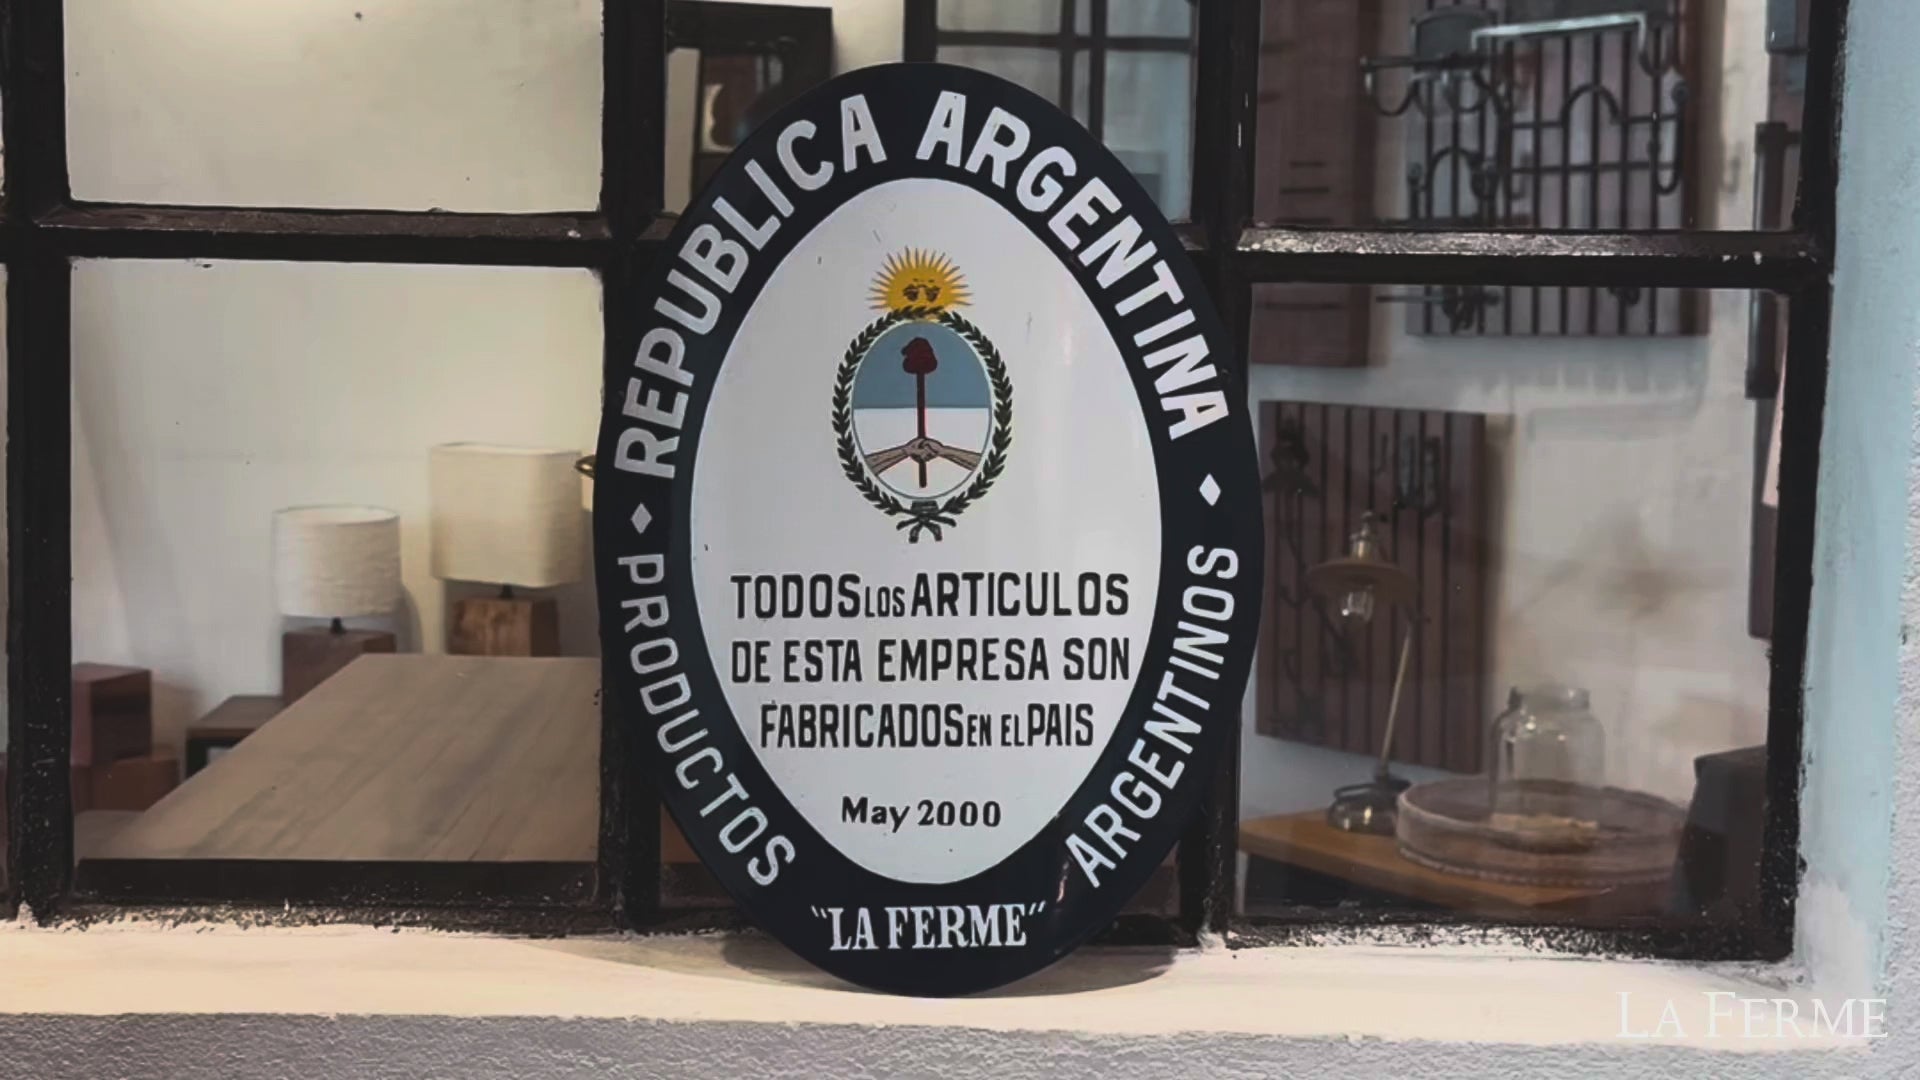 REPUBLICA ARGENTINA
TODOS LOS ARTICULOS
DE ESTA EMPRESA SON
FABRICADOS EN EL PAIS
May 2000
PRODUCTOS ARGENTINOS
"LA FERME"
LA FERME